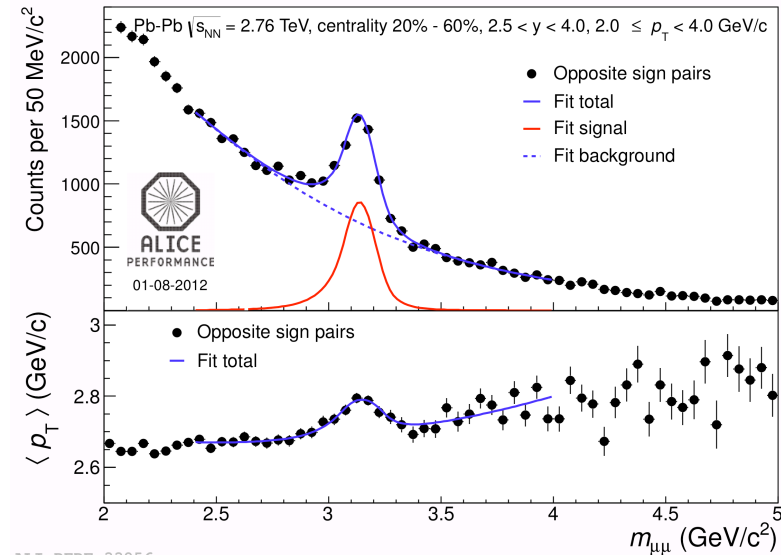 Pb-Pb √sNN = 2.76 TeV, centrality 20% - 60%, 2.5 < y < 4.0, 2.0 ≤ pT < 4.0 GeV/c
Counts per 50 MeV/c²
2000
1500
1000
500
Opposite sign pairs
Fit total
Fit signal
Fit background
ALICE
PERFORMANCE
01-08-2012
⟨ pT ⟩ (GeV/c)
3
2.8
2.6
Opposite sign pairs
Fit total
2 2.5 3 3.5 4 4.5 5
mμμ (GeV/c²)